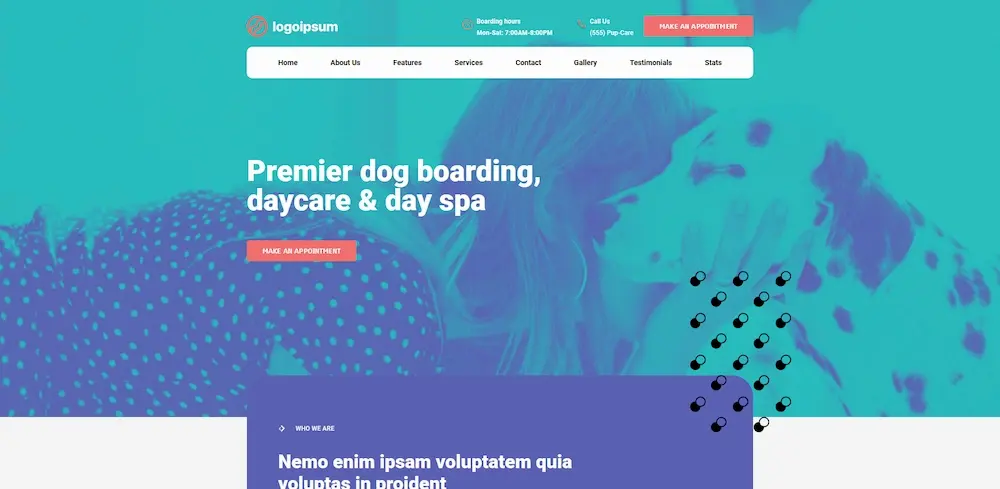 logoipsum
Boarding hours
Mon-Sat: 7:00AM-8:00PM
Call Us
(555) Pup-Care
MAKE AN APPOINTMENT
Home
About Us
Features
Services
Contact
Gallery
Testimonials
Stats
Premier dog boarding,
daycare & day spa
MAKE AN APPOINTMENT
WHO WE ARE
Nemo enim ipsam voluptatem quia
voluptas in proident